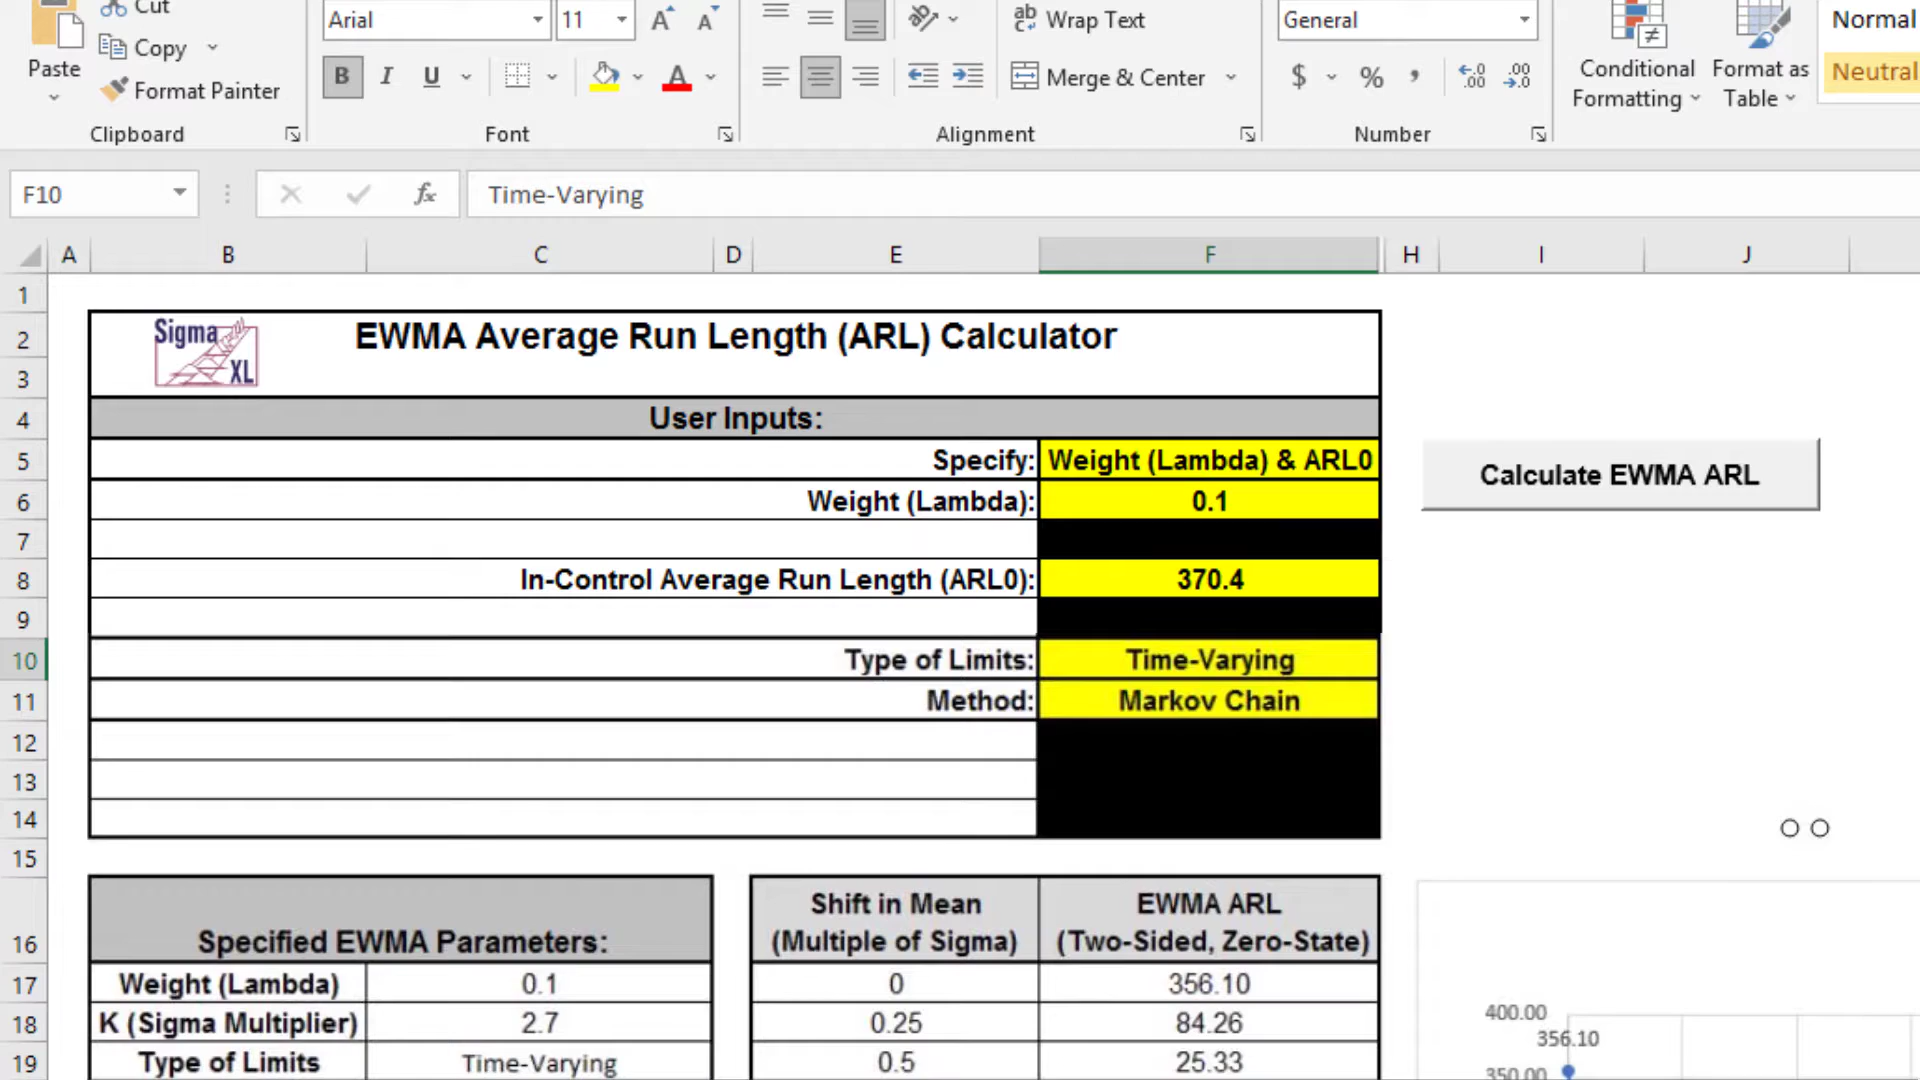 Cut
Arial 11 Wrap Text General Normal
Copy
Paste B I U A Merge & Center $ % , Conditional Format as Neutral
Format Painter Formatting Table
Clipboard Font Alignment Number
F10 fx Time-Varying
A B C D E F H I J
1
2 Sigma XL EWMA Average Run Length (ARL) Calculator
3
4 User Inputs:
5 Specify: Weight (Lambda) & ARL0 Calculate EWMA ARL
6 Weight (Lambda): 0.1
7
8 In-Control Average Run Length (ARL0): 370.4
9
10 Type of Limits: Time-Varying
11 Method: Markov Chain
12
13
14
15
Shift in Mean EWMA ARL
16 Specified EWMA Parameters: (Multiple of Sigma) (Two-Sided, Zero-State)
17 Weight (Lambda) 0.1 0 356.10
400.00
18 K (Sigma Multiplier) 2.7 0.25 84.26
356.10
19 Type of Limits Time-Varying 0.5 25.33
350.00